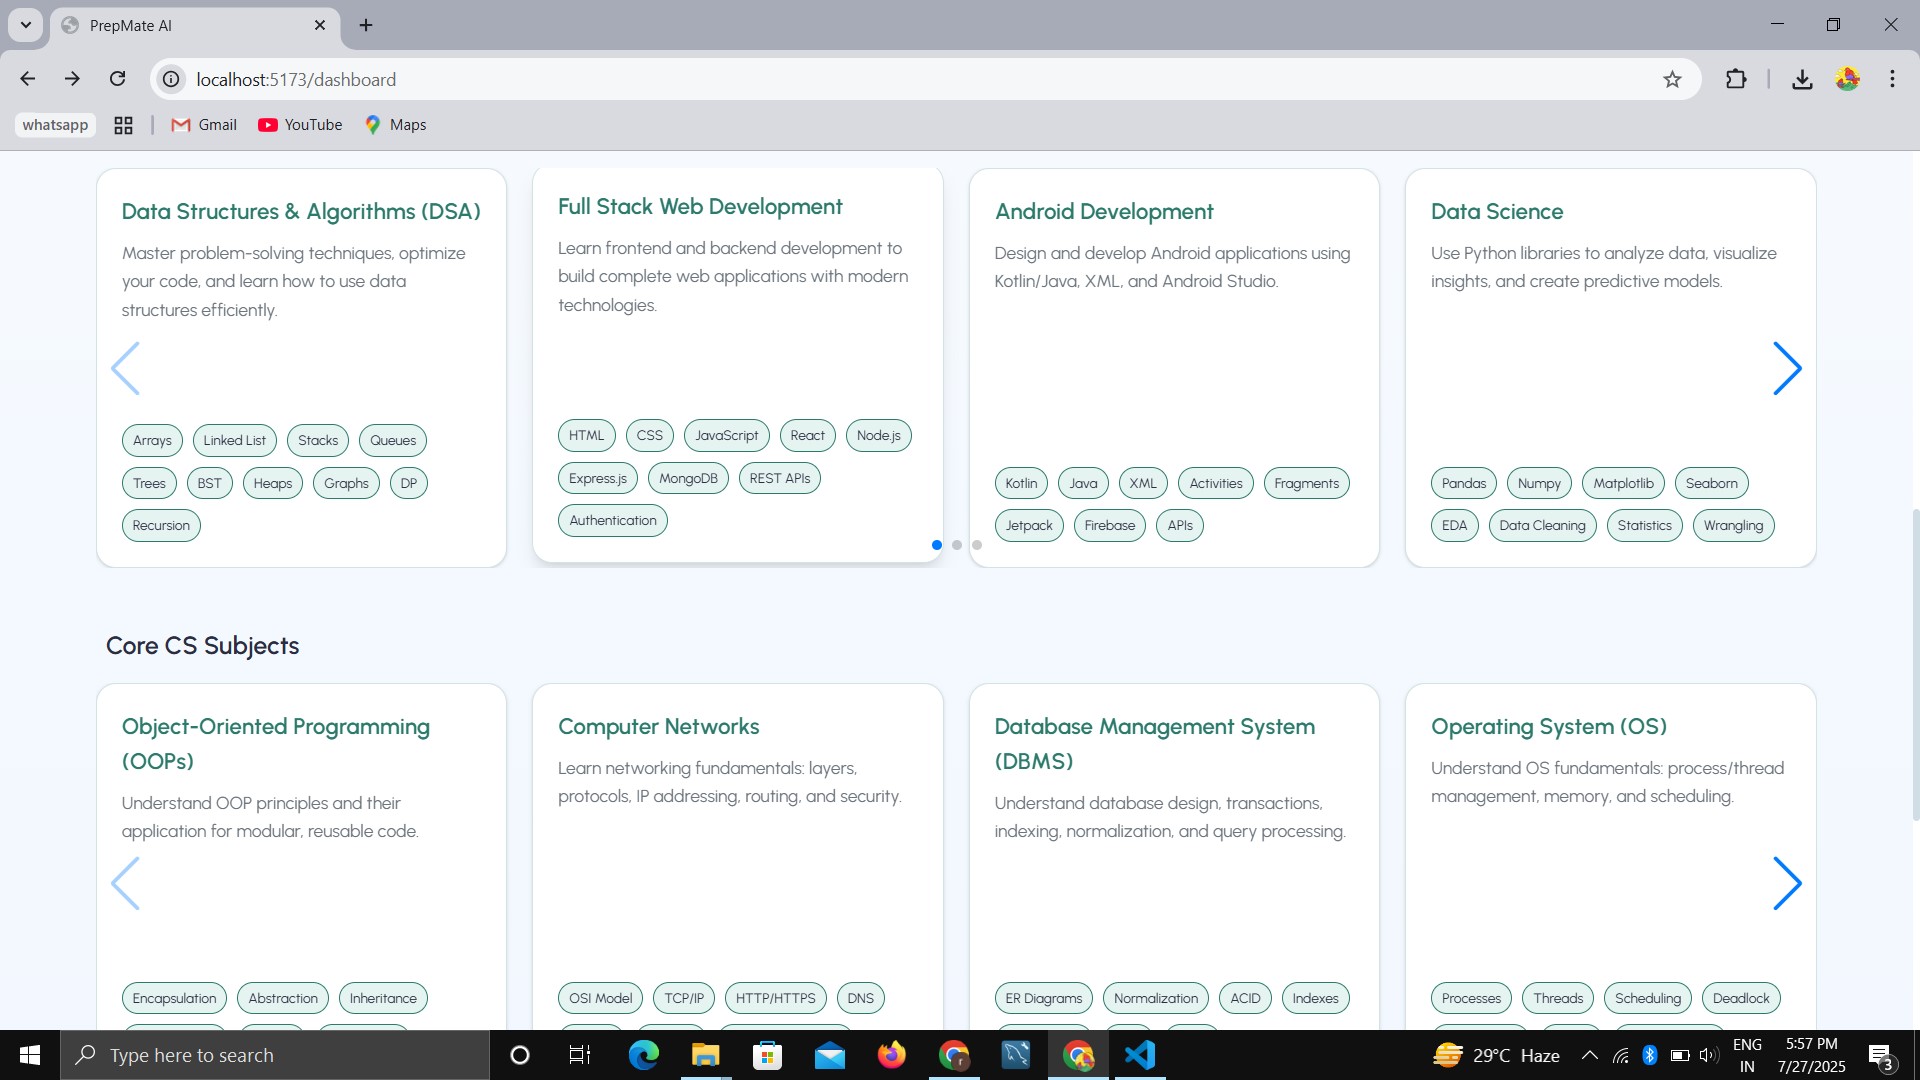 PrepMate AI
localhost:5173/dashboard
whatsapp
Gmail
YouTube
Maps
Data Structures & Algorithms (DSA)
Master problem-solving techniques, optimize
your code, and learn how to use data
structures efficiently.
Arrays Linked List Stacks Queues
Trees BST Heaps Graphs DP
Recursion
Full Stack Web Development
Learn frontend and backend development to
build complete web applications with modern
technologies.
HTML CSS JavaScript React Node.js
Express.js MongoDB REST APIs
Authentication
Android Development
Design and develop Android applications using
Kotlin/Java, XML, and Android Studio.
Kotlin Java XML Activities Fragments
Jetpack Firebase APIs
Data Science
Use Python libraries to analyze data, visualize
insights, and create predictive models.
Pandas Numpy Matplotlib Seaborn
EDA Data Cleaning Statistics Wrangling
Core CS Subjects
Object-Oriented Programming
(OOPs)
Understand OOP principles and their
application for modular, reusable code.
Encapsulation Abstraction Inheritance
Computer Networks
Learn networking fundamentals: layers,
protocols, IP addressing, routing, and security.
OSI Model TCP/IP HTTP/HTTPS DNS
Database Management System
(DBMS)
Understand database design, transactions,
indexing, normalization, and query processing.
ER Diagrams Normalization ACID Indexes
Operating System (OS)
Understand OS fundamentals: process/thread
management, memory, and scheduling.
Processes Threads Scheduling Deadlock
Type here to search
29°C Haze
ENG
IN
5:57 PM
7/27/2025
3